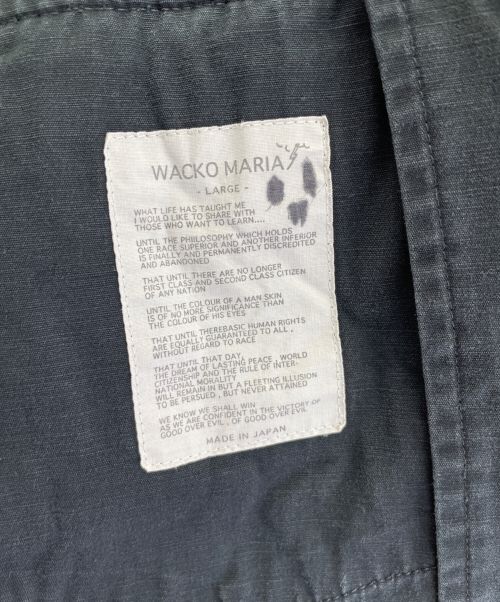 WACKO MARIA
- LARGE -
WHAT LIFE HAS TAUGHT ME
I WOULD LIKE TO SHARE WITH
THOSE WHO WANT TO LEARN....
UNTIL THE PHILOSOPHY WHICH HOLDS
ONE RACE SUPERIOR AND ANOTHER INFERIOR
IS FINALLY AND PERMANENTLY DISCREDITED
AND ABANDONED
THAT UNTIL THERE ARE NO LONGER
FIRST CLASS AND SECOND CLASS CITIZEN
OF ANY NATION
UNTIL THE COLOUR OF A MAN SKIN
IS OF NO MORE SIGNIFICANCE THAN
THE COLOUR OF HIS EYES
THAT UNTIL THEREBASIC HUMAN RIGHTS
ARE EQUALLY GUARANTEED TO ALL ,
WITHOUT REGARD TO RACE
THAT UNTIL THAT DAY,
THE DREAM OF LASTING PEACE , WORLD
CITIZENSHIP AND THE RULE OF INTER-
NATIONAL MORALITY
WILL REMAIN IN BUT A FLEETING ILLUSION
TO BE PERSUED , BUT NEVER ATTAINED
WE KNOW WE SHALL WIN
AS WE ARE CONFIDENT IN THE VICTORY OF
GOOD OVER EVIL , OF GOOD OVER EVIL
MADE IN JAPAN